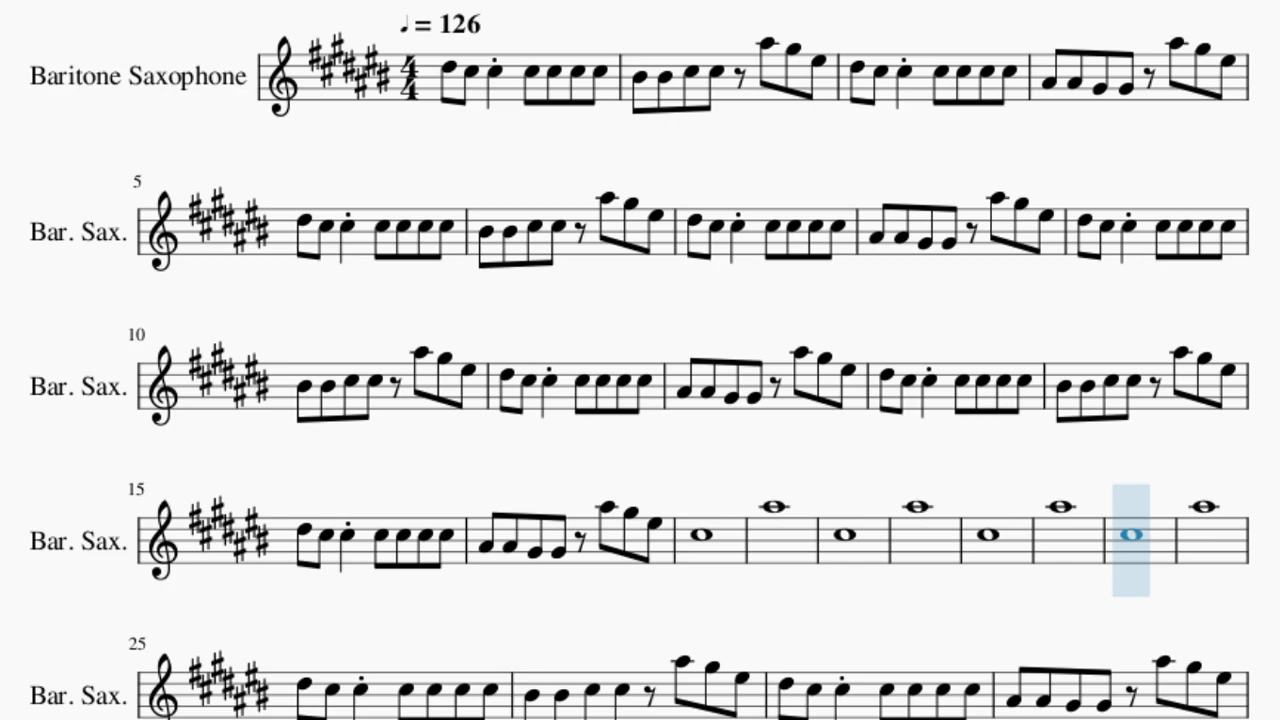 ♩ = 126
Baritone Saxophone
4
4
5
Bar. Sax.
10
Bar. Sax.
15
Bar. Sax.
25
Bar. Sax.